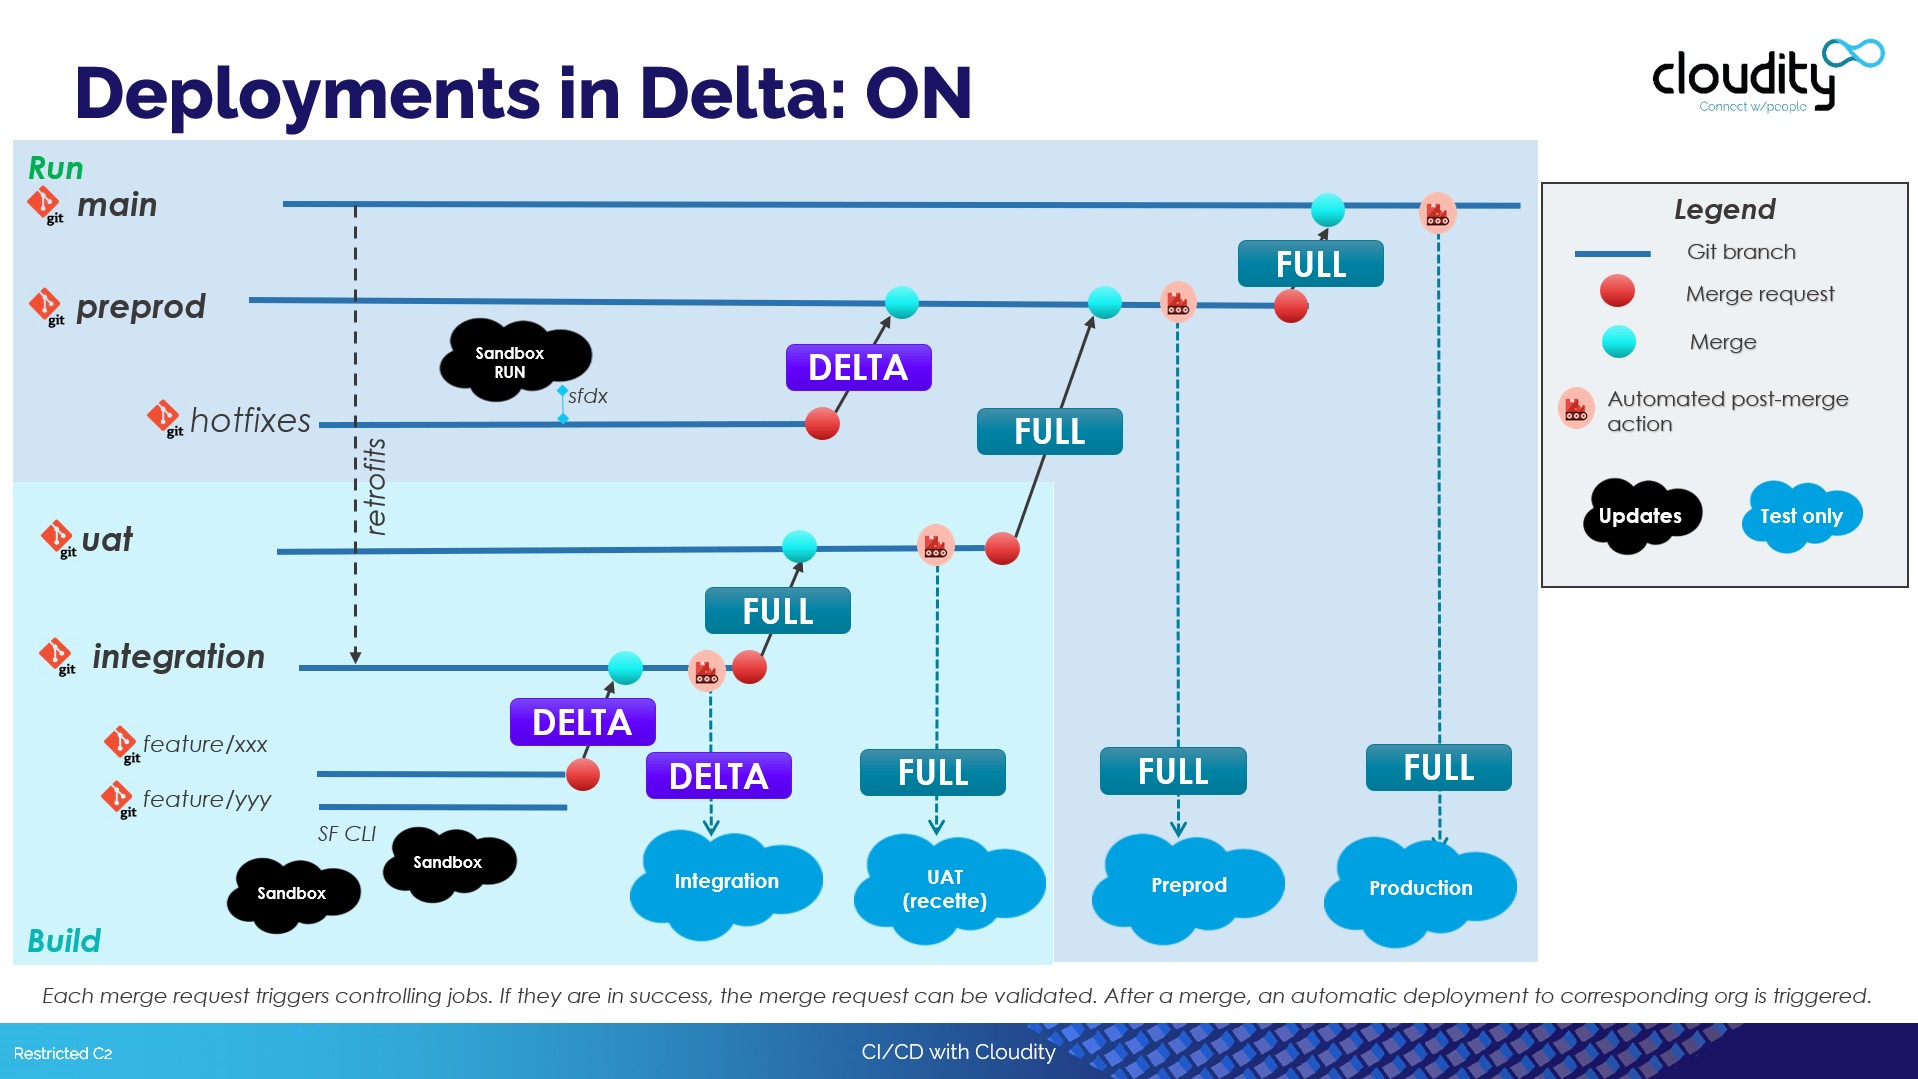 Deployments in Delta: ON
cloudity
Connect w/people
Run
git main
git preprod
Sandbox
RUN
sfdx
git hotfixes
retrofits
FULL
DELTA
FULL
git uat
FULL
git integration
DELTA
git feature/xxx
DELTA
FULL
FULL
FULL
git feature/yyy
SF CLI
Sandbox
Sandbox
Integration
UAT
(recette)
Preprod
Production
Build
Legend
Git branch
Merge request
Merge
Automated post-merge
action
Updates
Test only
Each merge request triggers controlling jobs. If they are in success, the merge request can be validated. After a merge, an automatic deployment to corresponding org is triggered.
Restricted C2
CI/CD with Cloudity